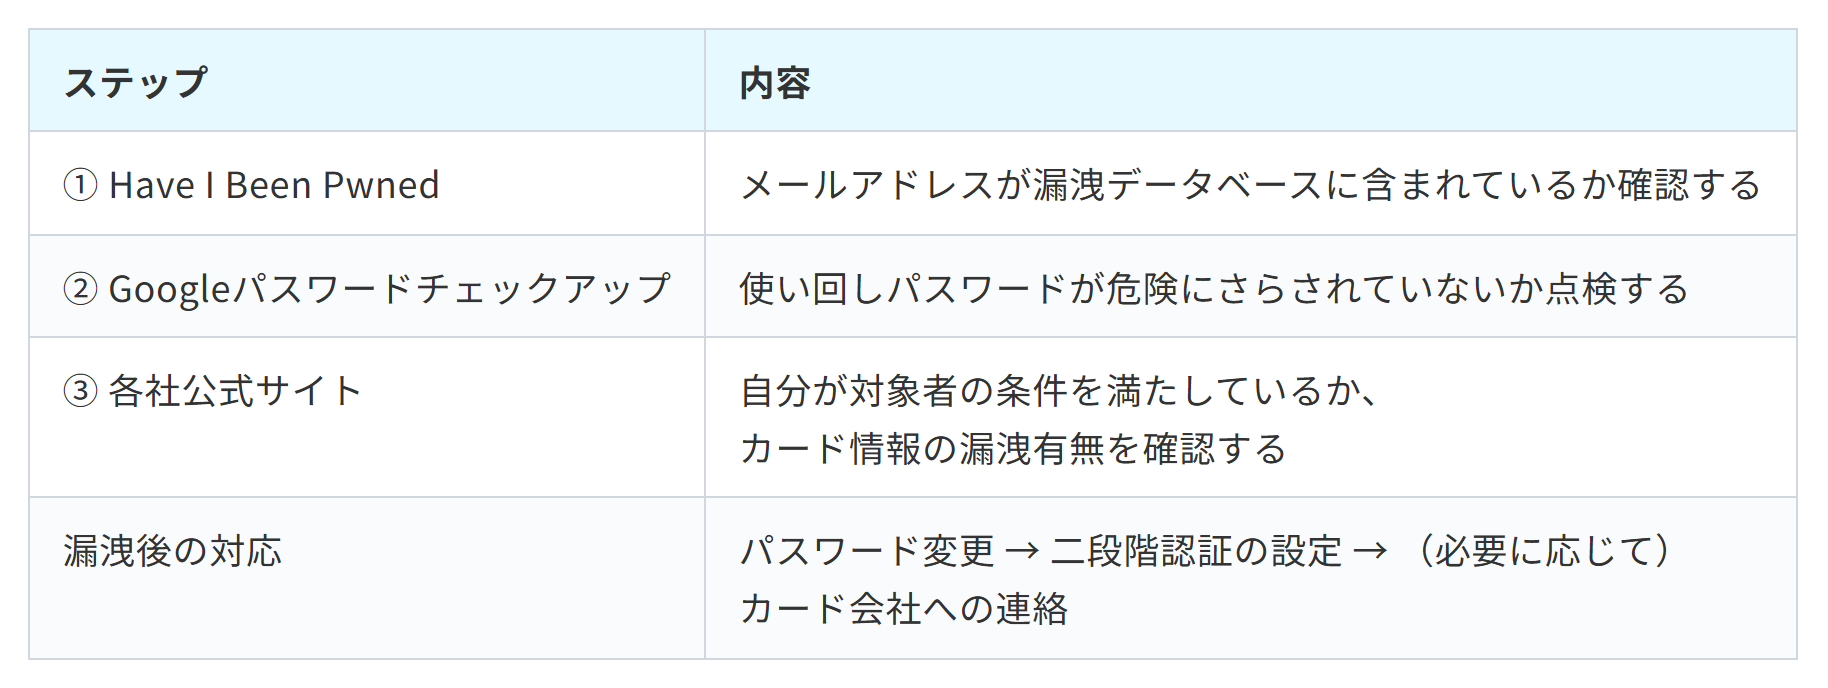 ステップ
内容
① Have I Been Pwned
メールアドレスが漏洩データベースに含まれているか確認する
② Googleパスワードチェックアップ
使い回しパスワードが危険にさらされていないか点検する
③ 各社公式サイト
自分が対象者の条件を満たしているか、
カード情報の漏洩有無を確認する
漏洩後の対応
パスワード変更 → 二段階認証の設定 → （必要に応じて）
カード会社への連絡